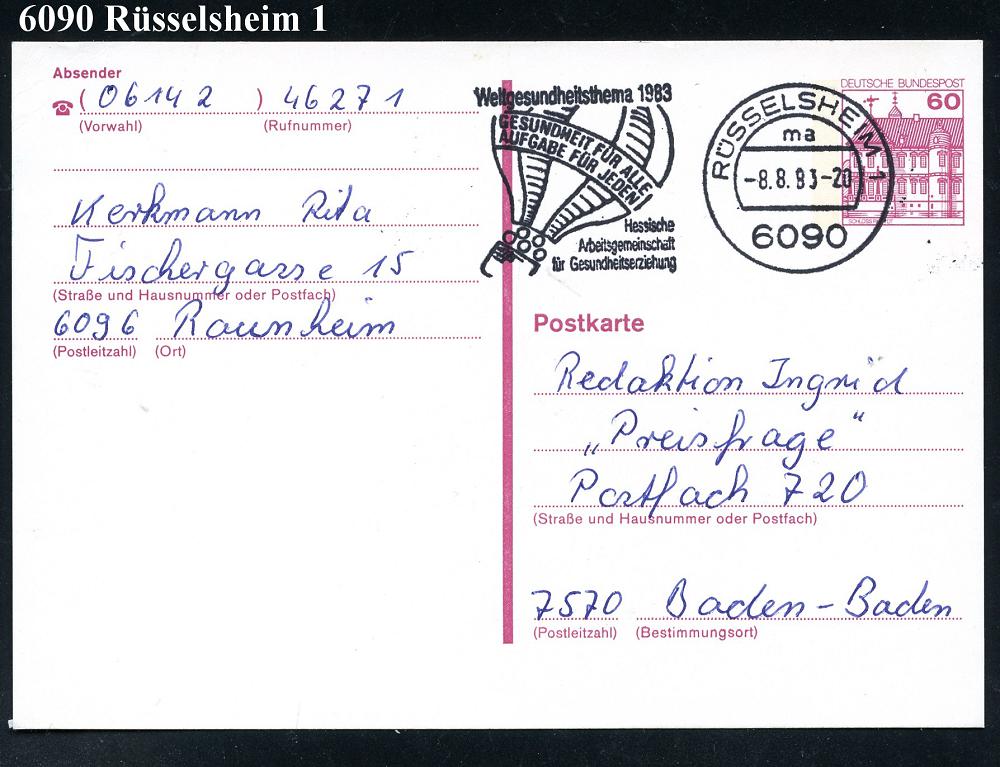 6090 Rüsselsheim 1
Absender
(06142) 46271
(Vorwahl) (Rufnummer)
Kerkmann Rita
Fischergasse 15
(Straße und Hausnummer oder Postfach)
6096 Raunheim
(Postleitzahl) (Ort)
Weltgesundheitsthema 1983
GESUNDHEIT FÜR ALLE
AUFGABE FÜR JEDEN
Hessische
Arbeitsgemeinschaft
für Gesundheitserziehung
RÜSSELSHEIM 1
ma
-8.8.83-20
6090
DEUTSCHE BUNDESPOST
60
Postkarte
Redaktion Ingrid
„Preisfrage“
Postfach 720
(Straße und Hausnummer oder Postfach)
7570 Baden-Baden
(Postleitzahl) (Bestimmungsort)